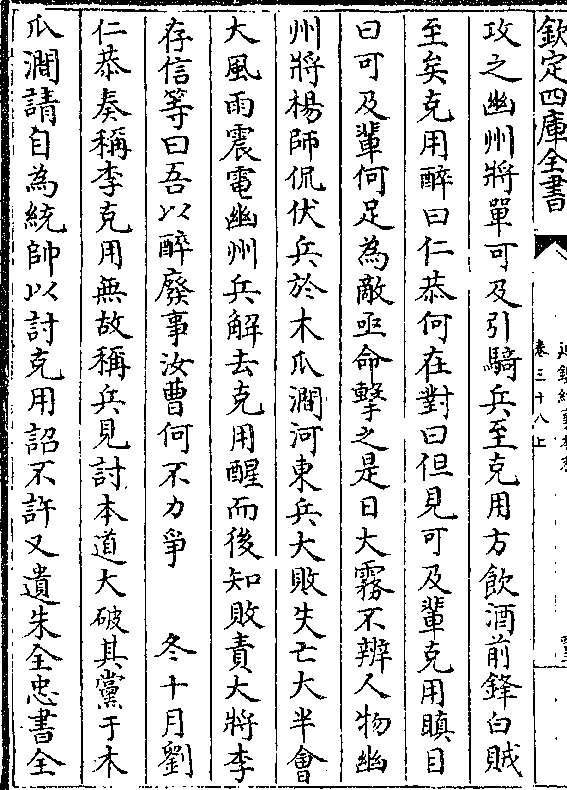 欽定四庫全書
卷三十八上
攻之幽州將單可及引騎兵至克用方飲酒前鋒白賊
至矣克用醉曰仁恭何在對曰但見可及輩克用瞋目
曰可及輩何足為敵亟命擊之是日大霧不辨人物幽
州將楊師侃伏兵於木瓜澗河東兵大敗失亡大半會
大風雨震電幽州兵解去克用醒而後知敗責大將李
存信等曰吾以醉廢事汝曹何不力爭 冬十月劉
仁恭奏稱李克用無故稱兵見討本道大破其黨于木
瓜澗請自為統帥以討克用詔不許又遺朱全忠書全